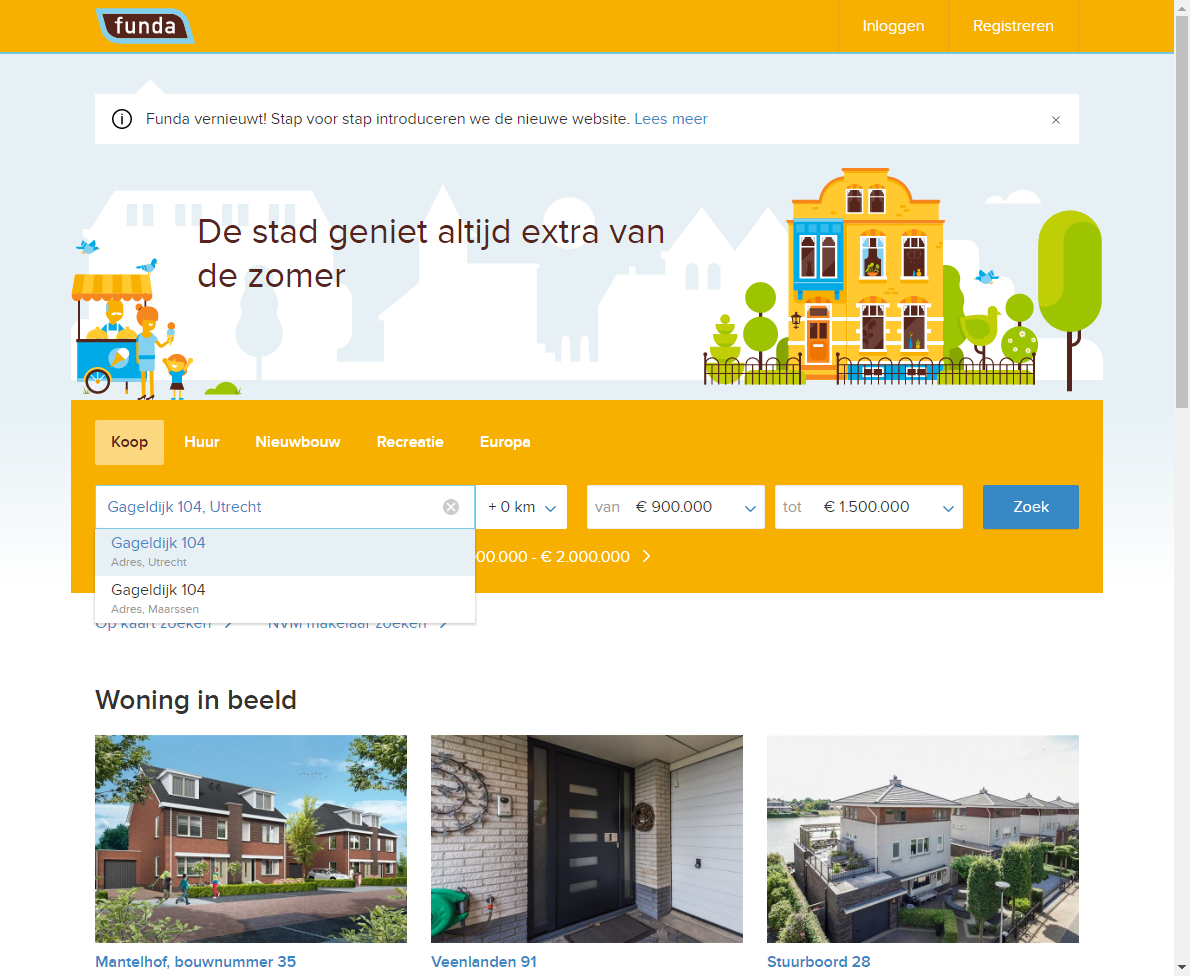 funda
Inloggen
Registreren
Funda vernieuwt! Stap voor stap introduceren we de nieuwe website. Lees meer
De stad geniet altijd extra van
de zomer
Koop
Huur
Nieuwbouw
Recreatie
Europa
Gageldijk 104, Utrecht
+ 0 km
van € 900.000
tot € 1.500.000
Zoek
Gageldijk 104
Adres, Utrecht
00.000 - € 2.000.000
Gageldijk 104
Adres, Maarssen
Op kaart zoeken
NVM makelaar zoeken
Woning in beeld
Mantelhof, bouwnummer 35
Veenlanden 91
Stuurboord 28